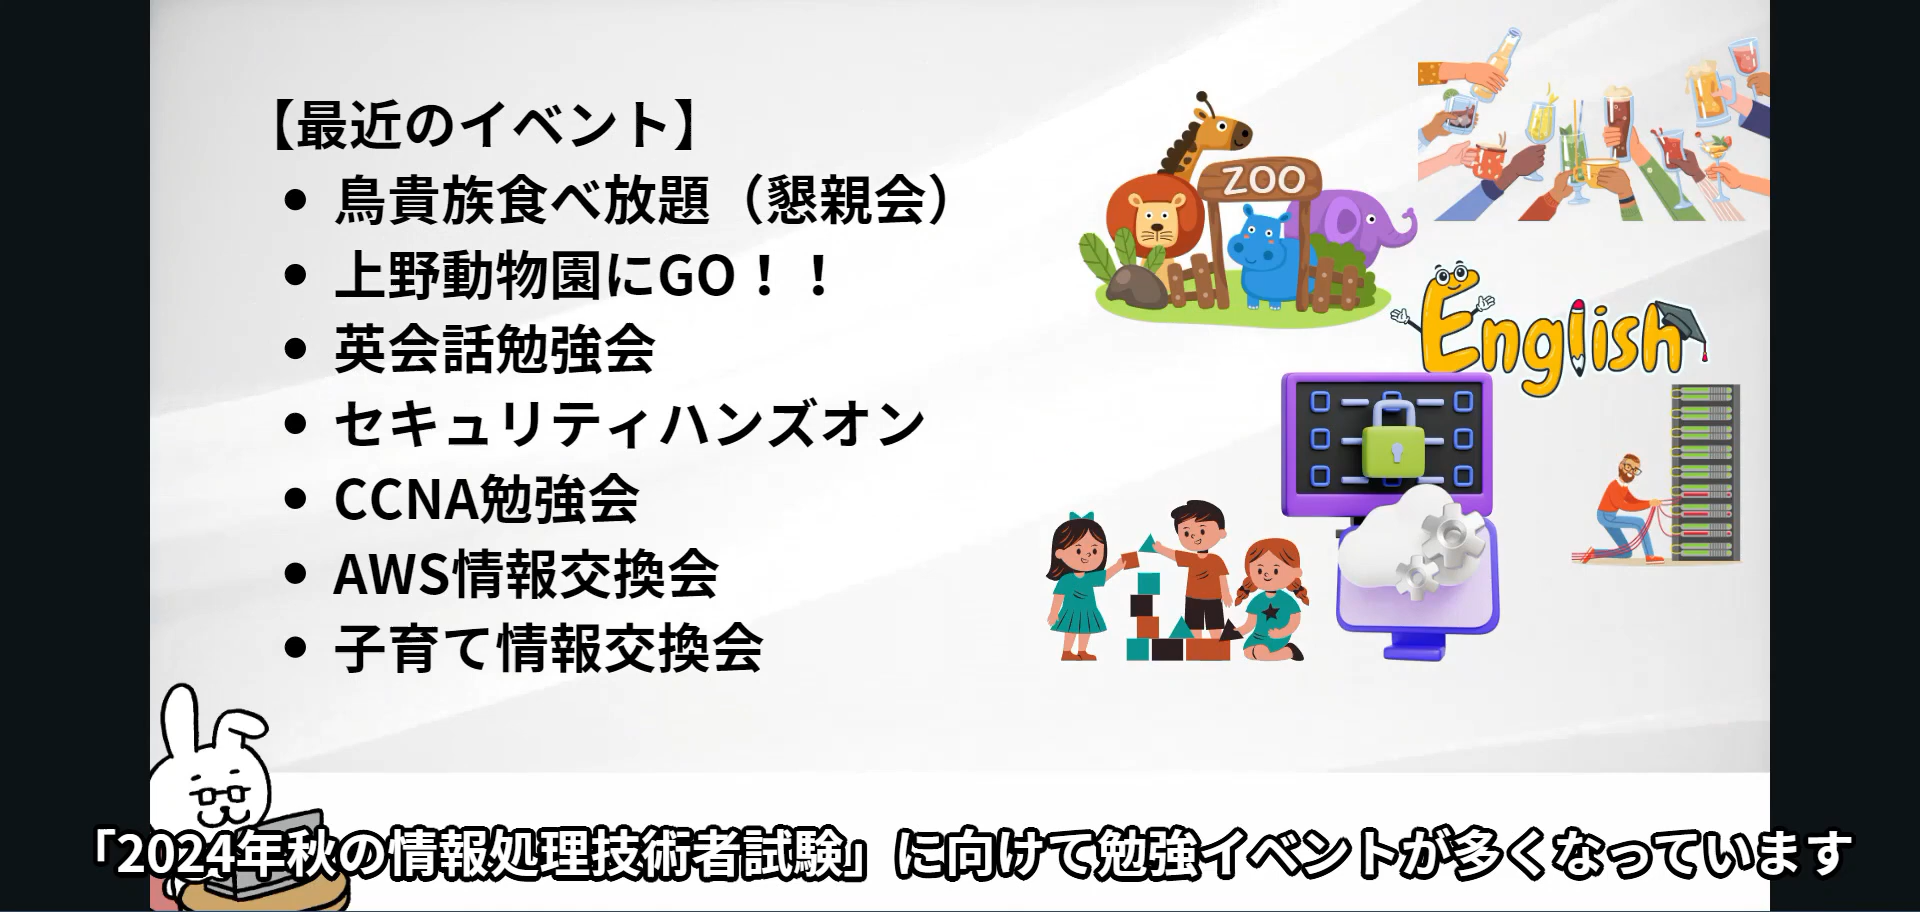 【最近のイベント】
• 鳥貴族食べ放題（懇親会）
• 上野動物園にGO！！
• 英会話勉強会
• セキュリティハンズオン
• CCNA勉強会
• AWS情報交換会
• 子育て情報交換会
ZOO
English
「2024年秋の情報処理技術者試験」に向けて勉強イベントが多くなっています